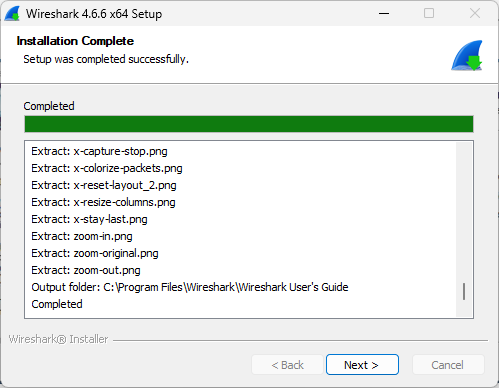 Wireshark 4.6.6 x64 Setup
Installation Complete
Setup was completed successfully.
Completed
Extract: x-capture-stop.png
Extract: x-colorize-packets.png
Extract: x-reset-layout_2.png
Extract: x-resize-columns.png
Extract: x-stay-last.png
Extract: zoom-in.png
Extract: zoom-original.png
Extract: zoom-out.png
Output folder: C:\Program Files\Wireshark\Wireshark User's Guide
Completed
Wireshark® Installer
< Back
Next >
Cancel